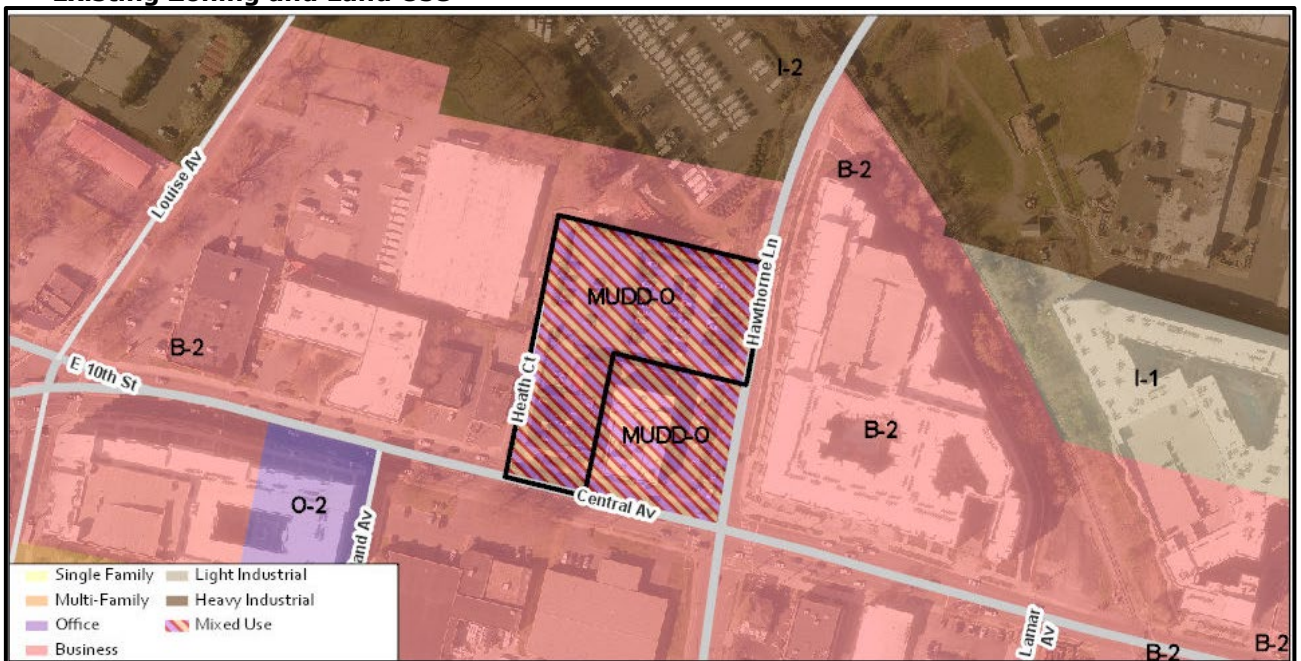 Existing Zoning and Land Use
I-2
Louise Av
B-2
MUDD-O
Hawthorne Ln
B-2
E 10th St
Heath Ct
I-1
MUDD-O
B-2
Central Av
O-2
and Av
Single Family
Light Industrial
Multi-Family
Heavy Industrial
Office
Mixed Use
Business
Lamar
Av
B-2
B-2